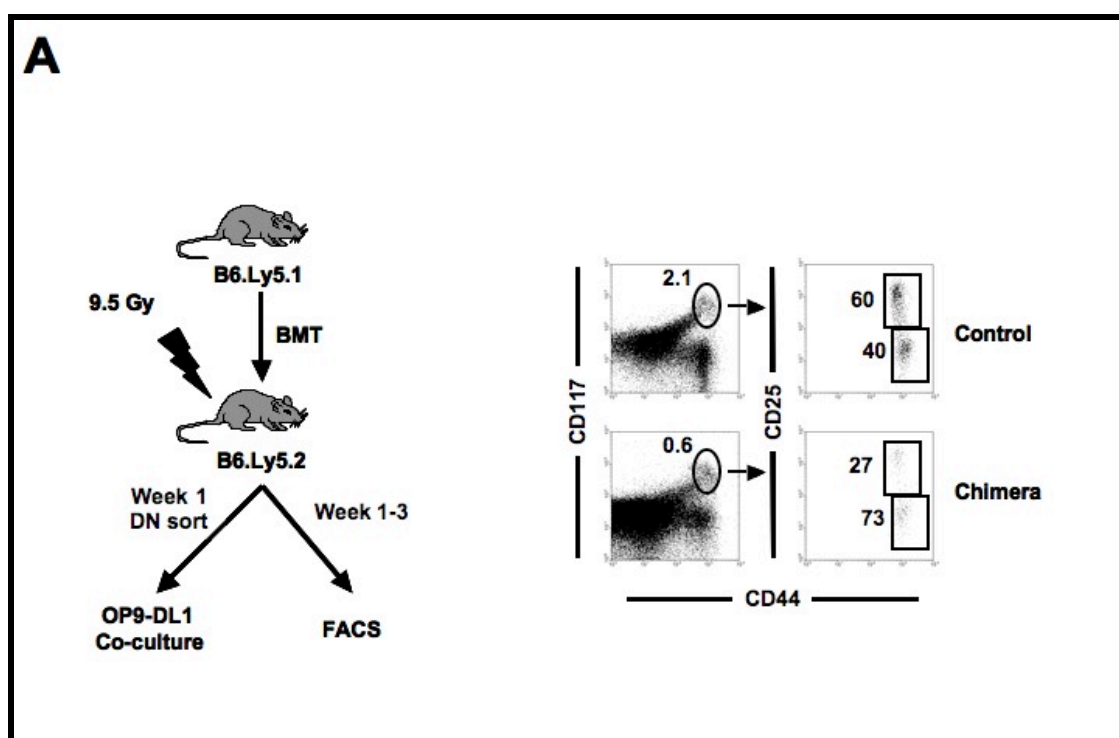 A
B6.Ly5.1
9.5 Gy
BMT
B6.Ly5.2
Week 1
DN sort
Week 1-3
OP9-DL1
Co-culture
FACS
CD117
2.1
CD25
60
40
Control
0.6
27
73
Chimera
CD44